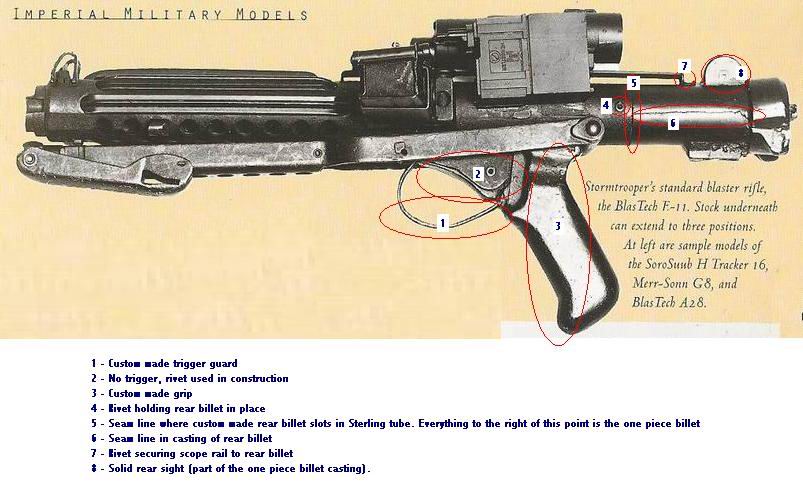 IMPERIAL MILITARY MODELS
7
8
5
4
6
2
1
3
Stormtrooper's standard blaster rifle,
the BlasTech E-11. Stock underneath
can extend to three positions.
At left are sample models of
the SoroSuub H Tracker 16,
Merr-Sonn G8, and
BlasTech A28.
1 - Custom made trigger guard
2 - No trigger, rivet used in construction
3 - Custom made grip
4 - Rivet holding rear billet in place
5 - Seam line where custom made rear billet slots in Sterling tube. Everything to the right of this point is the one piece billet
6 - Seam line in casting of rear billet
7 - Rivet securing scope rail to rear billet
8 - Solid rear sight (part of the one piece billet casting).